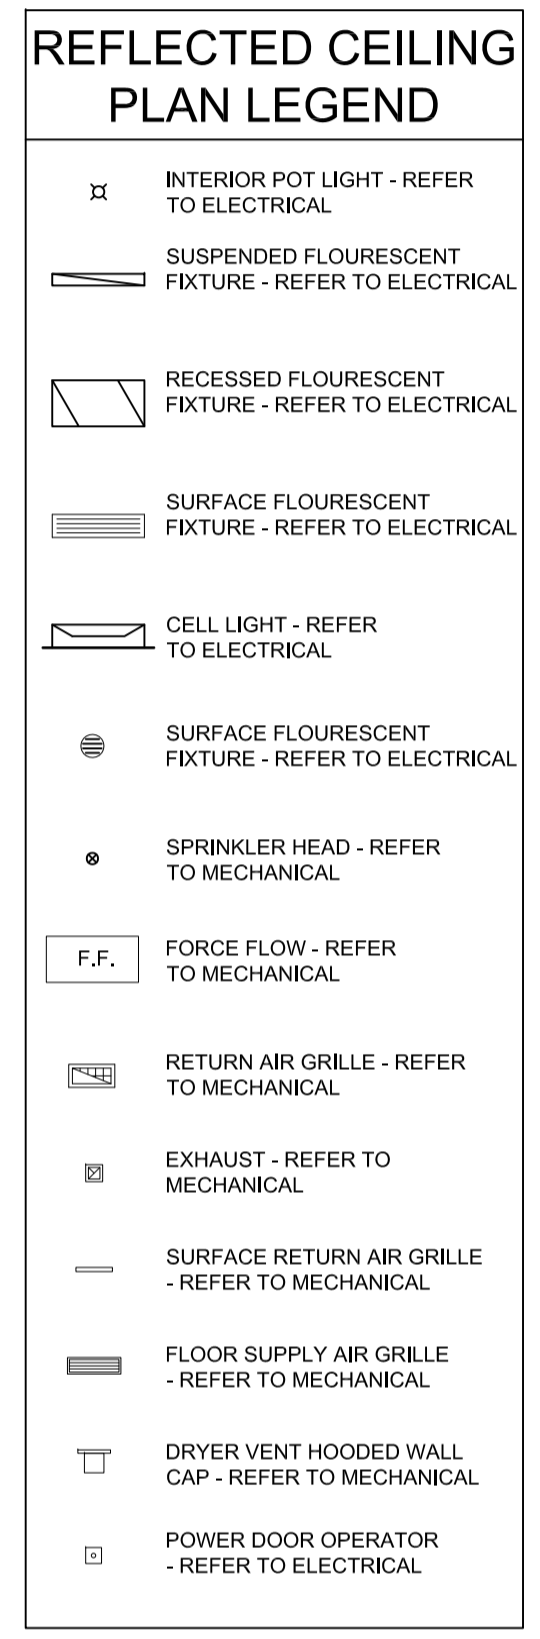 REFLECTED CEILING
PLAN LEGEND
INTERIOR POT LIGHT - REFER
TO ELECTRICAL
SUSPENDED FLOURESCENT
FIXTURE - REFER TO ELECTRICAL
RECESSED FLOURESCENT
FIXTURE - REFER TO ELECTRICAL
SURFACE FLOURESCENT
FIXTURE - REFER TO ELECTRICAL
CELL LIGHT - REFER
TO ELECTRICAL
SURFACE FLOURESCENT
FIXTURE - REFER TO ELECTRICAL
SPRINKLER HEAD - REFER
TO MECHANICAL
F.F.
FORCE FLOW - REFER
TO MECHANICAL
RETURN AIR GRILLE - REFER
TO MECHANICAL
EXHAUST - REFER TO
MECHANICAL
SURFACE RETURN AIR GRILLE
- REFER TO MECHANICAL
FLOOR SUPPLY AIR GRILLE
- REFER TO MECHANICAL
DRYER VENT HOODED WALL
CAP - REFER TO MECHANICAL
POWER DOOR OPERATOR
- REFER TO ELECTRICAL